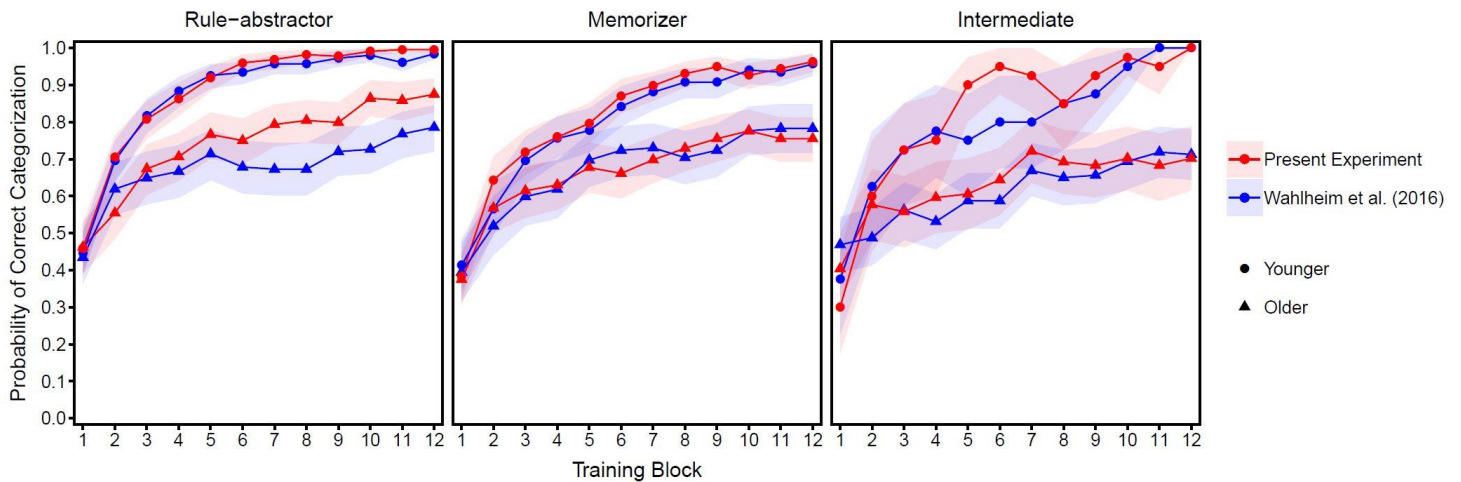 Rule−abstractor
Memorizer
Intermediate
Probability of Correct Categorization
1.0
0.9
0.8
0.7
0.6
0.5
0.4
0.3
0.2
0.1
0.0
1 2 3 4 5 6 7 8 9 10 11 12
1 2 3 4 5 6 7 8 9 10 11 12
1 2 3 4 5 6 7 8 9 10 11 12
Training Block
Present Experiment
Wahlheim et al. (2016)
Younger
Older